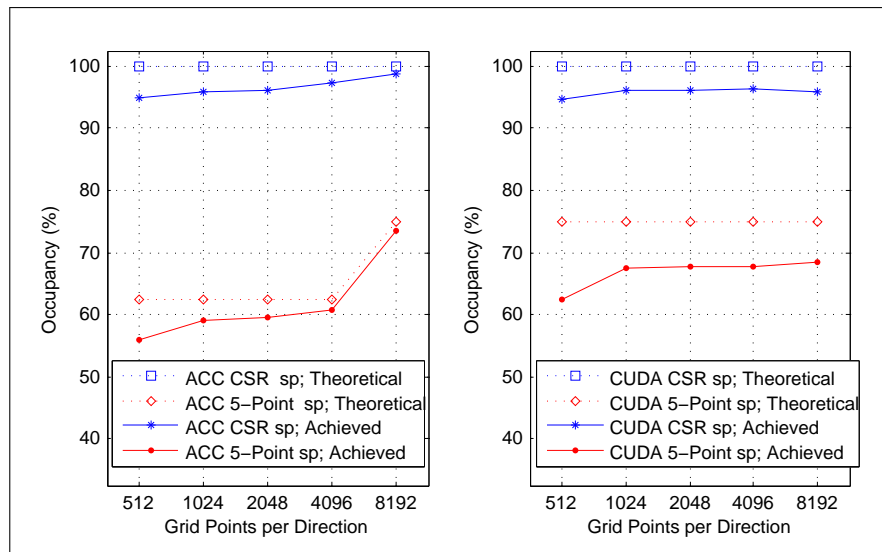 100
90
80
70
60
50
40
Occupancy (%)
ACC CSR sp; Theoretical
ACC 5−Point sp; Theoretical
ACC CSR sp; Achieved
ACC 5−Point sp; Achieved
512 1024 2048 4096 8192
Grid Points per Direction
100
90
80
70
60
50
40
Occupancy (%)
CUDA CSR sp; Theoretical
CUDA 5−Point sp; Theoretical
CUDA CSR sp; Achieved
CUDA 5−Point sp; Achieved
512 1024 2048 4096 8192
Grid Points per Direction